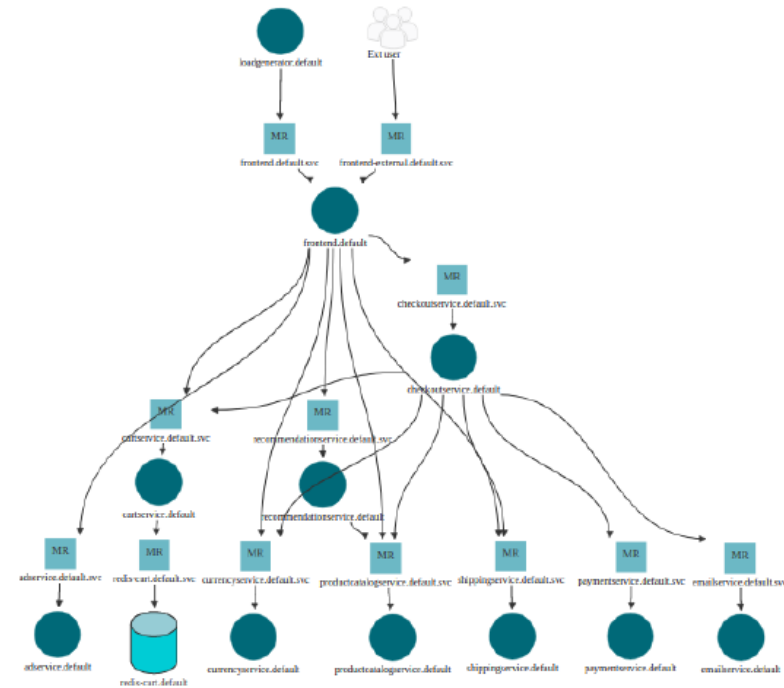 loadgenerator.default
Ext user
MR
MR
frontend.default.svc
frontend-external.default.svc
frontend.default
MR
checkoutservice.default.svc
checkoutservice.default
MR
MR
cartservice.default.svc
recommendationservice.default.svc
cartservice.default
recommendationservice.default
MR
MR
MR
MR
MR
MR
MR
adservice.default.svc
redis-cart.default.svc
currencyservice.default.svc
productcatalogservice.default.svc
shippingservice.default.svc
paymentservice.default.svc
emailservice.default.svc
adservice.default
redis-cart.default
currencyservice.default
productcatalogservice.default
shippingservice.default
paymentservice.default
emailservice.default